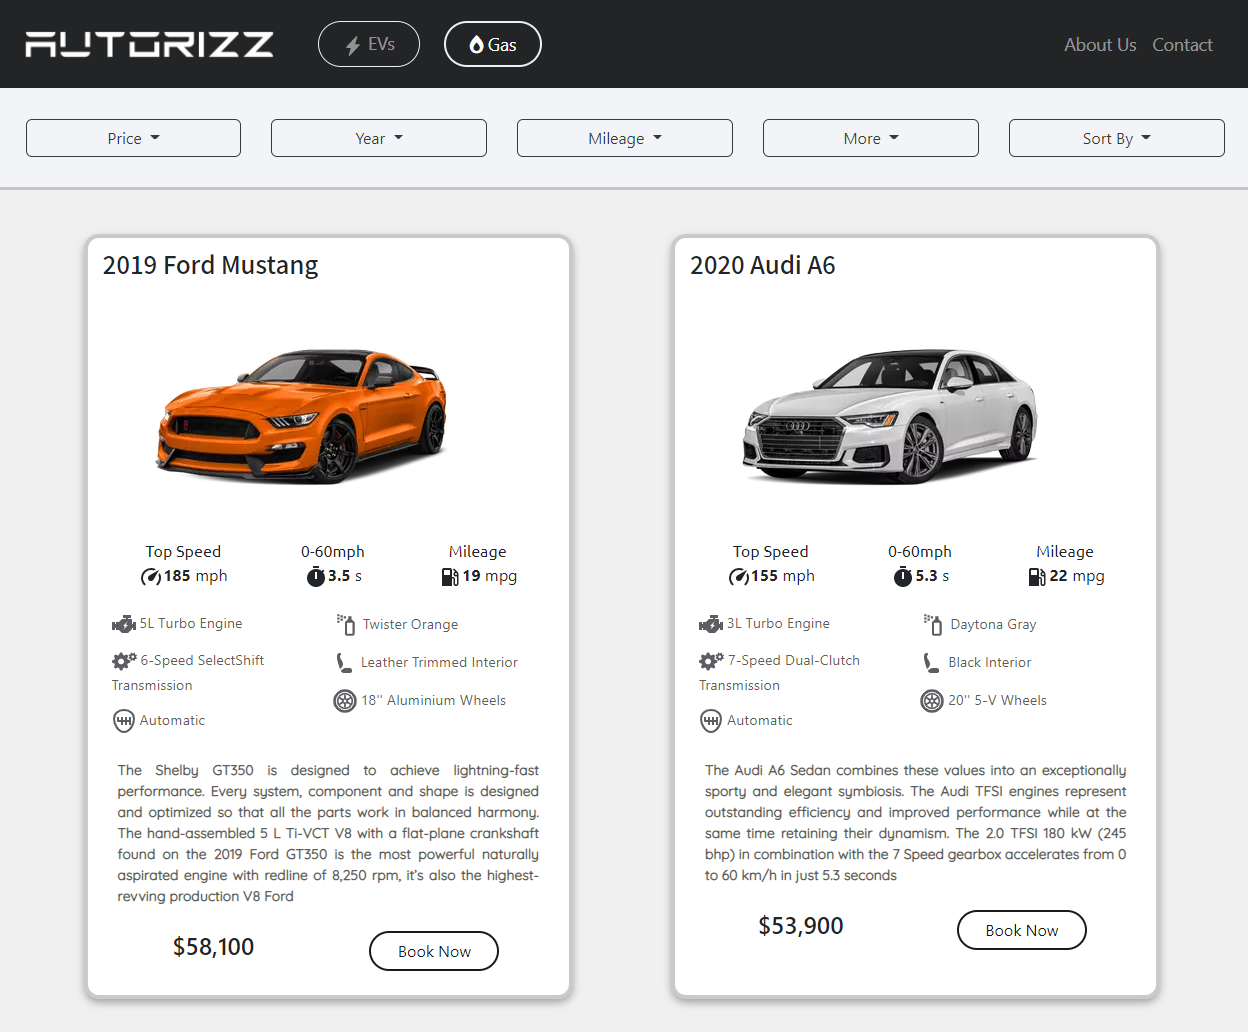 AUTORIZZ
EVs
Gas
About Us
Contact
Price
Year
Mileage
More
Sort By
2019 Ford Mustang
Top Speed
0-60mph
Mileage
185 mph
3.5 s
19 mpg
5L Turbo Engine
Twister Orange
6-Speed SelectShift
Transmission
Leather Trimmed Interior
18'' Aluminium Wheels
Automatic
The Shelby GT350 is designed to achieve lightning-fast
performance. Every system, component and shape is designed
and optimized so that all the parts work in balanced harmony.
The hand-assembled 5 L Ti-VCT V8 with a flat-plane crankshaft
found on the 2019 Ford GT350 is the most powerful naturally
aspirated engine with redline of 8,250 rpm, it's also the highest-
revving production V8 Ford
$58,100
Book Now
2020 Audi A6
Top Speed
0-60mph
Mileage
155 mph
5.3 s
22 mpg
3L Turbo Engine
Daytona Gray
7-Speed Dual-Clutch
Transmission
Black Interior
20'' 5-V Wheels
Automatic
The Audi A6 Sedan combines these values into an exceptionally
sporty and elegant symbiosis. The Audi TFSI engines represent
outstanding efficiency and improved performance while at the
same time retaining their dynamism. The 2.0 TFSI 180 kW (245
bhp) in combination with the 7 Speed gearbox accelerates from 0
to 60 km/h in just 5.3 seconds
$53,900
Book Now